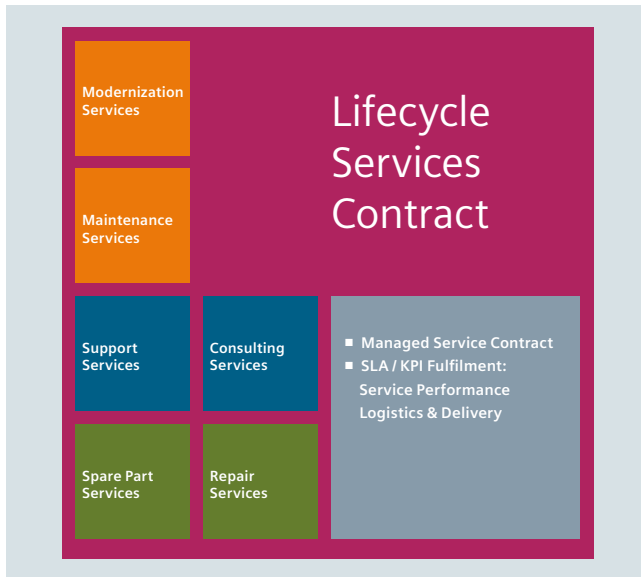 Modernization
Services
Lifecycle
Services
Contract
Maintenance
Services
Support
Services
Consulting
Services
■ Managed Service Contract
■ SLA / KPI Fulfilment:
Service Performance
Logistics & Delivery
Spare Part
Services
Repair
Services